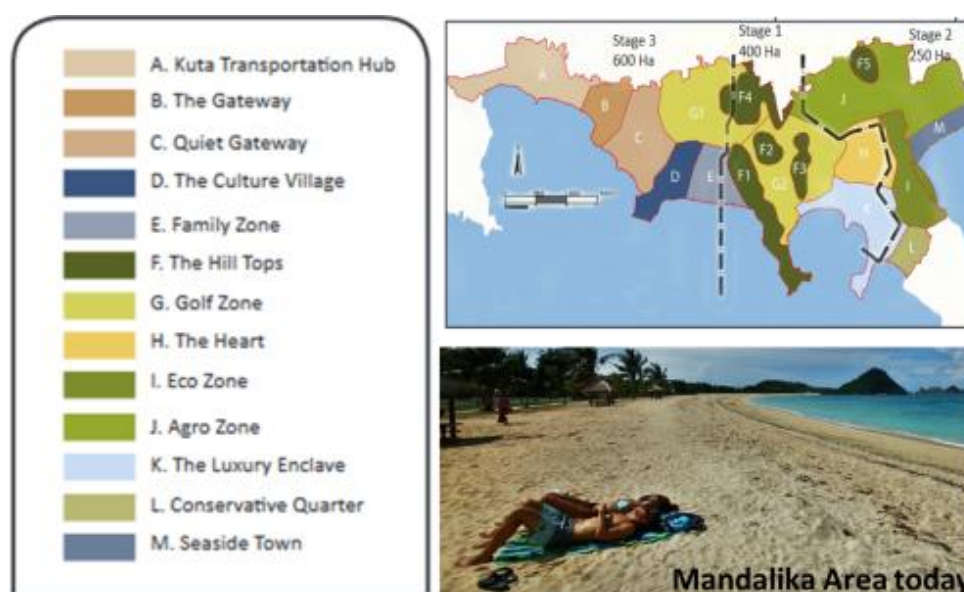 A. Kuta Transportation Hub
B. The Gateway
C. Quiet Gateway
D. The Culture Village
E. Family Zone
F. The Hill Tops
G. Golf Zone
H. The Heart
I. Eco Zone
J. Agro Zone
K. The Luxury Enclave
L. Conservative Quarter
M. Seaside Town
Stage 3
600 Ha
Stage 1
400 Ha
Stage 2
250 Ha
A
B
C
D
E
G1
F4
F1
F2
G2
F3
F5
J
H
M
I
K
L
Mandalika Area today